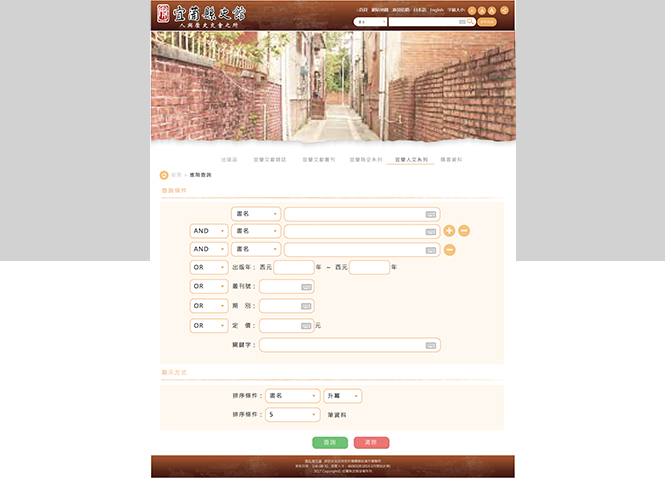 宜蘭縣史館
人與歷史交會之所
:::首頁 網站地圖 意見信箱 日本語 English 字級大小:
書名
出版品 宜蘭文獻雜誌 宜蘭文獻叢刊 宜蘭縣史系列 宜蘭人文系列 購書資料
首頁 進階查詢
查詢條件
書名
AND 書名
AND 書名
OR 出版年： 西元 年 ~ 西元 年
OR 叢刊號：
OR 期 別：
OR 定 價： 元
關鍵字：
顯示方式
排序條件： 書名 升冪
排序條件： 5 筆資料
查詢 清除